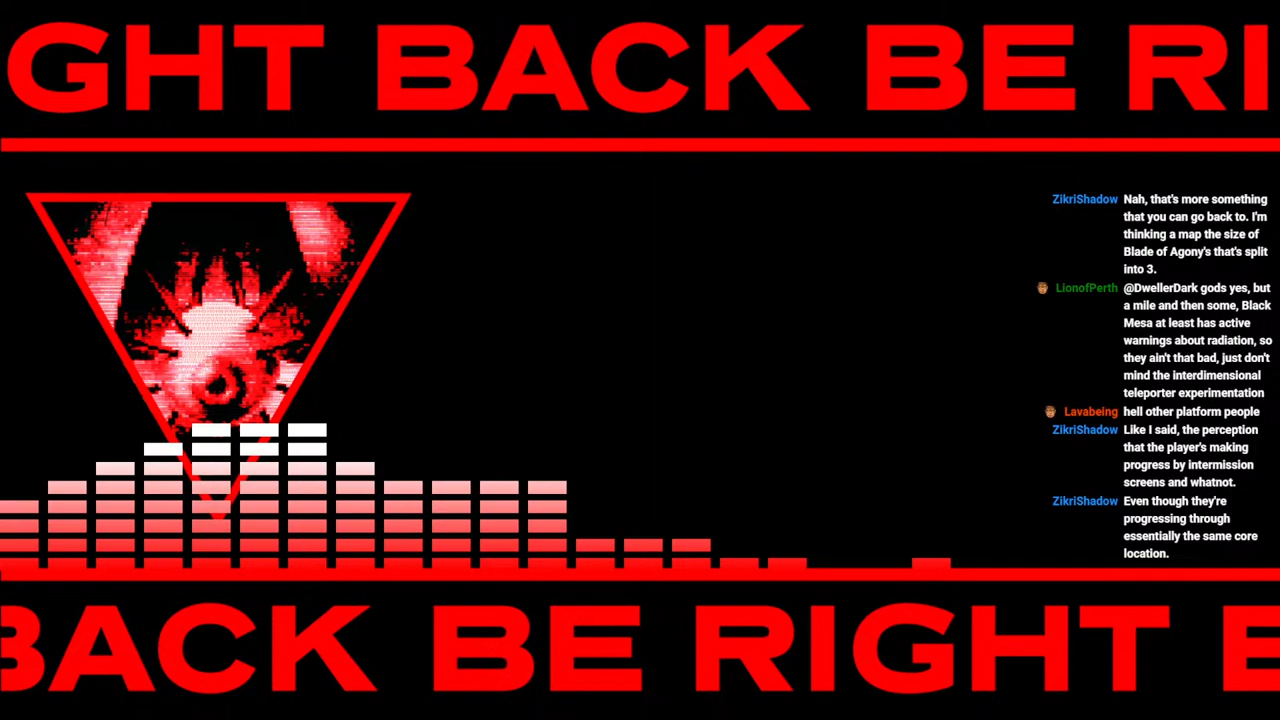 GHT BACK BE RI
ZikriShadow Nah, that's more something
that you can go back to. I'm
thinking a map the size of
Blade of Agony's that's split
into 3.
LionofPerth @DwellerDark gods yes, but
a mile and then some, Black
Mesa at least has active
warnings about radiation, so
they ain't that bad, just don't
mind the interdimensional
teleporter experimentation
Lavabeing hell other platform people
ZikriShadow Like I said, the perception
that the player's making
progress by intermission
screens and whatnot.
ZikriShadow Even though they're
progressing through
essentially the same core
location.
BACK BE RIGHT B